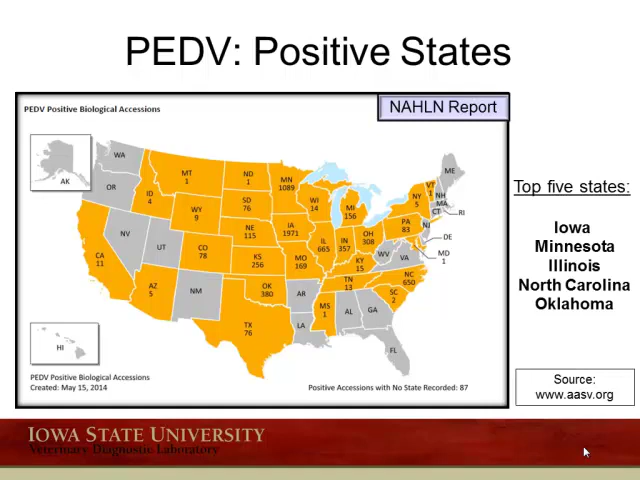 PEDV: Positive States
PEDV Positive Biological Accessions
NAHLN Report
WA
OR
ID
4
MT
1
ND
1
MN
1089
WI
14
MI
156
NY
5
VT
1
NH
MA
CT
RI
ME
AK
NV
UT
WY
9
SD
76
NE
115
IA
1971
IL
665
IN
357
OH
308
PA
83
NJ
DE
MD
1
CA
11
AZ
5
NM
CO
78
KS
256
MO
169
KY
15
WV
VA
OK
380
AR
TN
13
NC
650
SC
2
TX
76
LA
MS
1
AL
GA
FL
HI
PEDV Positive Biological Accessions
Created: May 15, 2014
Positive Accessions with No State Recorded: 87
Top five states:
Iowa
Minnesota
Illinois
North Carolina
Oklahoma
Source:
www.aasv.org
IOWA STATE UNIVERSITY
Veterinary Diagnostic Laboratory